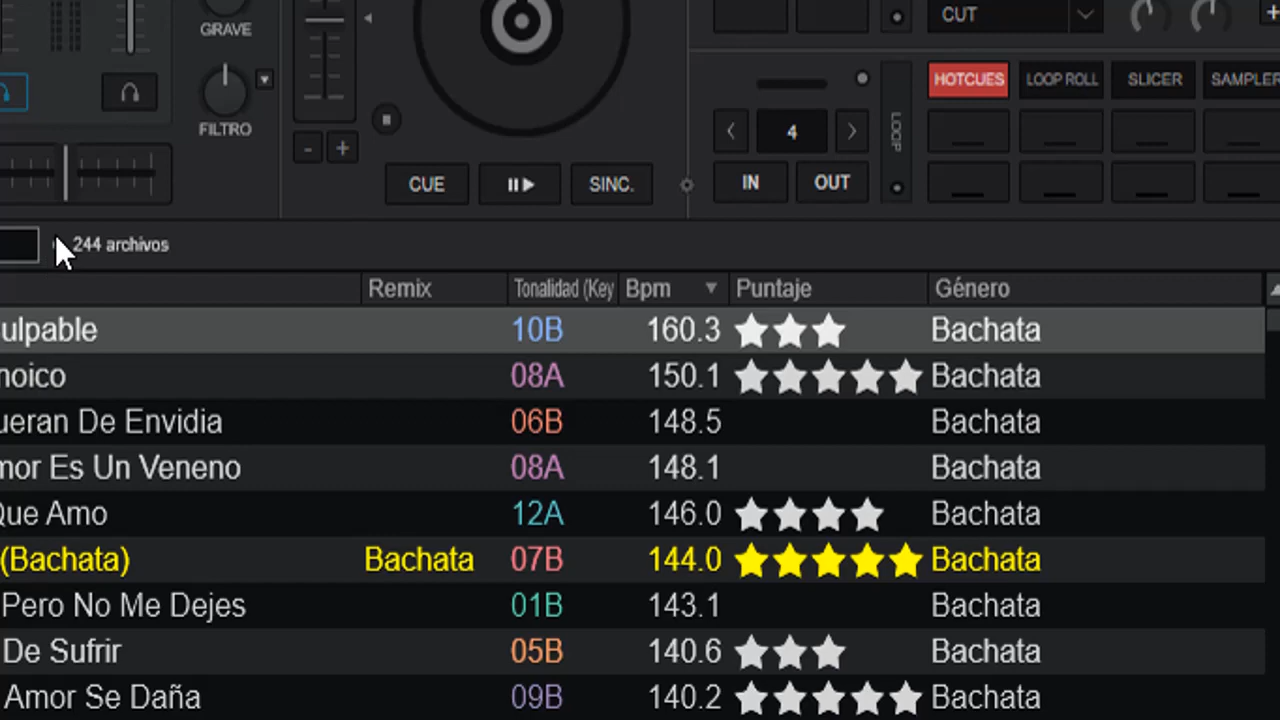 GRAVE
CUT
HOTCUES LOOP ROLL SLICER SAMPLER
FILTRO
- +
4
LOOP
CUE SINC. IN OUT
244 archivos
Remix Tonalidad (Key Bpm Puntaje Género
ulpable 10B 160.3 Bachata
noico 08A 150.1 Bachata
ueran De Envidia 06B 148.5 Bachata
mor Es Un Veneno 08A 148.1 Bachata
Que Amo 12A 146.0 Bachata
(Bachata) Bachata 07B 144.0 Bachata
Pero No Me Dejes 01B 143.1 Bachata
De Sufrir 05B 140.6 Bachata
Amor Se Daña 09B 140.2 Bachata